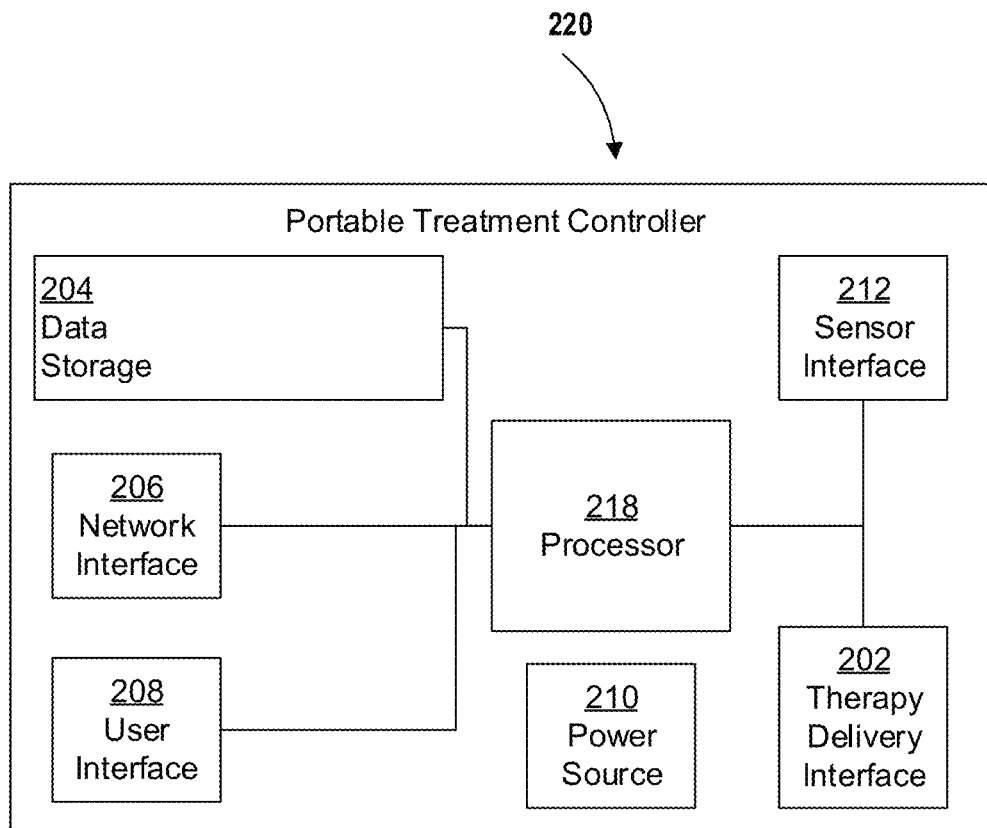 220
Portable Treatment Controller
204
Data
Storage
212
Sensor
Interface
206
Network
Interface
218
Processor
208
User
Interface
210
Power
Source
202
Therapy
Delivery
Interface